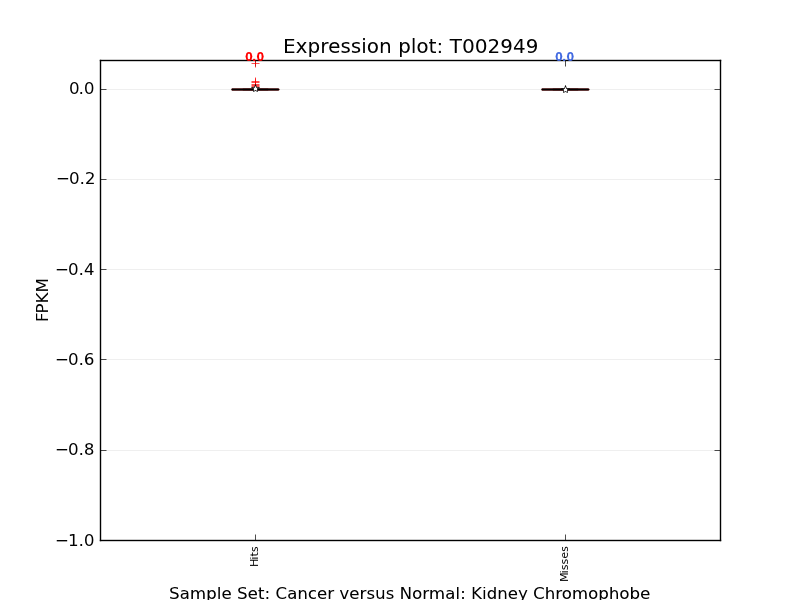 Expression plot: T002949
0.0
0.0
0.0
−0.2
−0.4
−0.6
−0.8
−1.0
FPKM
Hits
Misses
Sample Set: Cancer versus Normal: Kidney Chromophobe